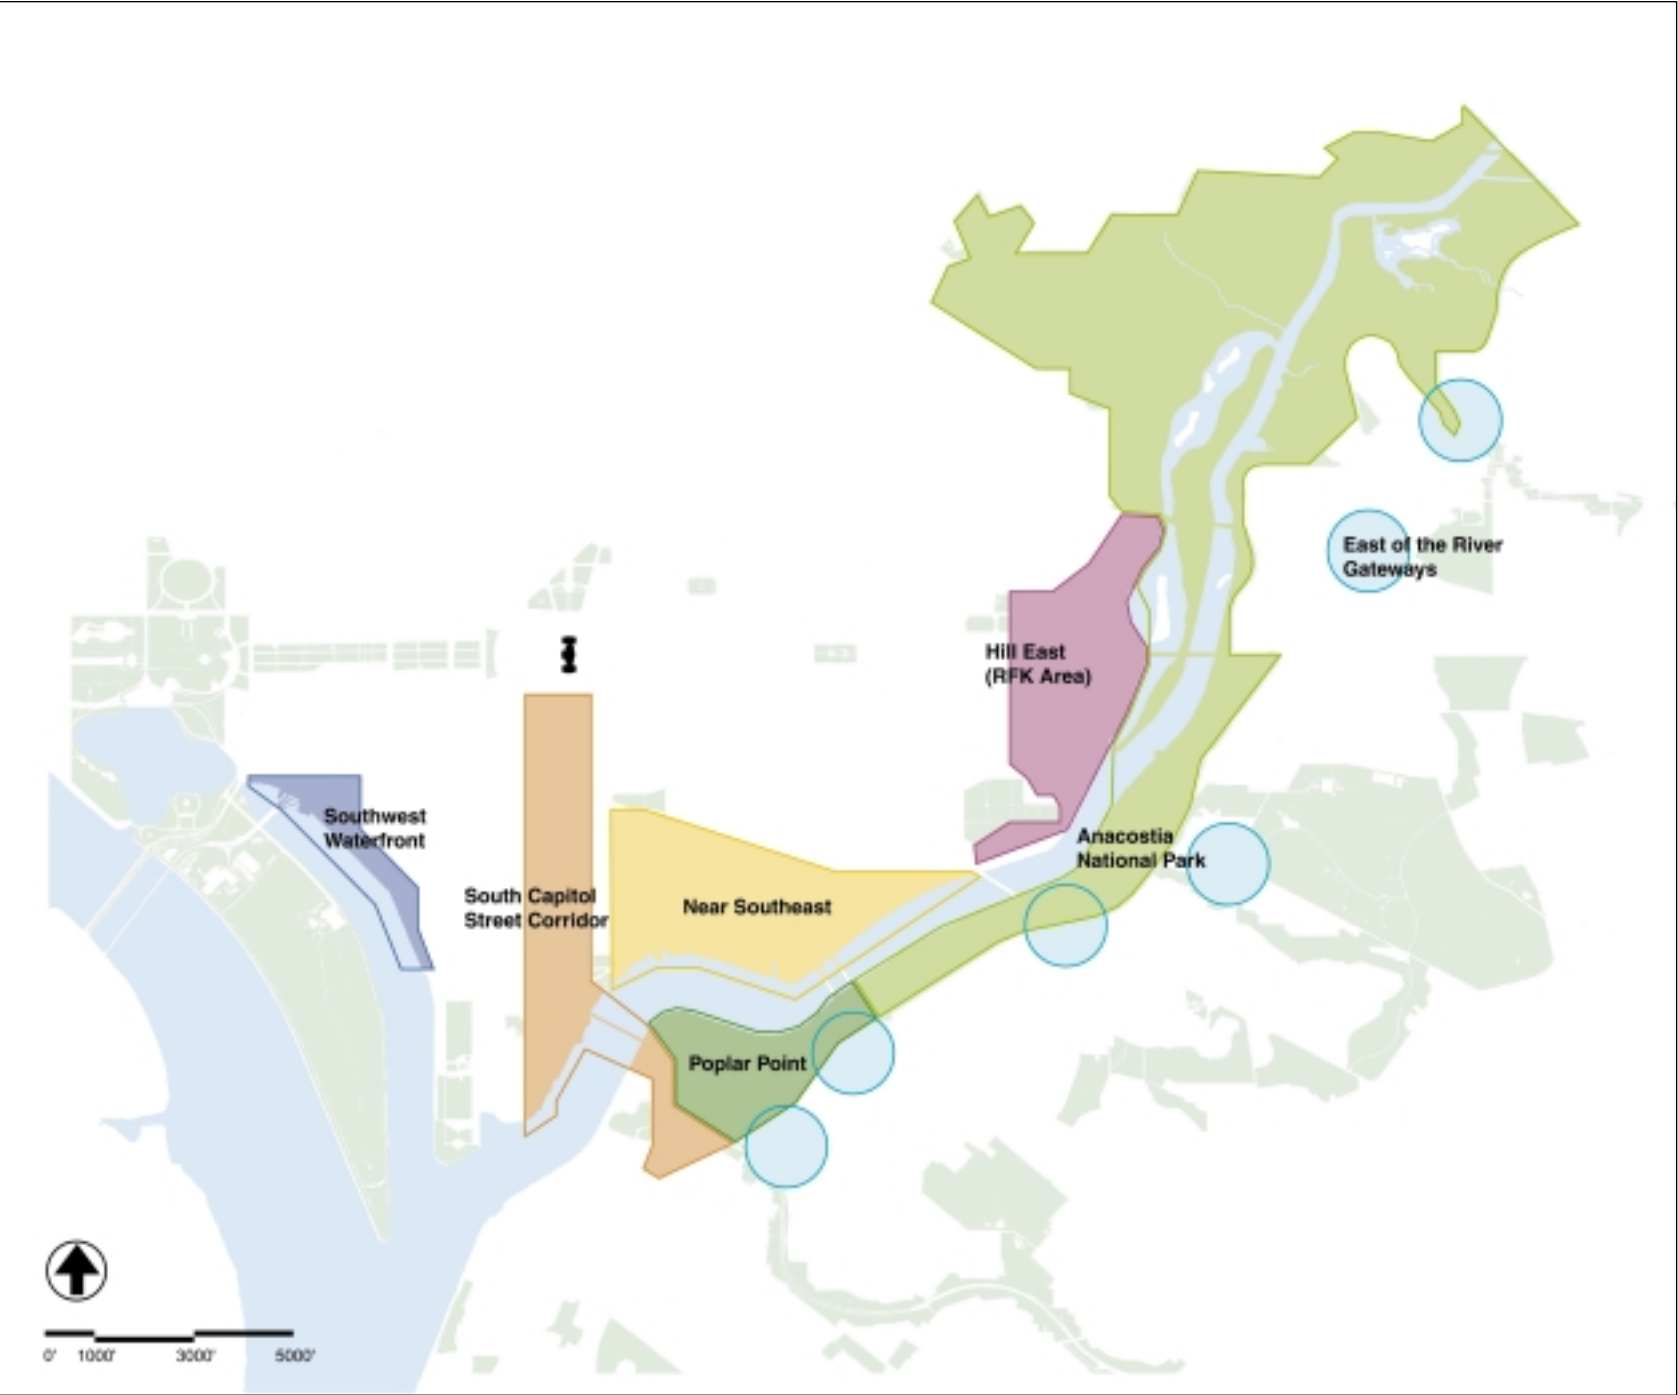 East of the River
Gateways
Hill East
(RFK Area)
Southwest
Waterfront
Anacostia
National Park
South Capitol
Street Corridor
Near Southeast
Poplar Point
0' 1000' 3000' 5000'